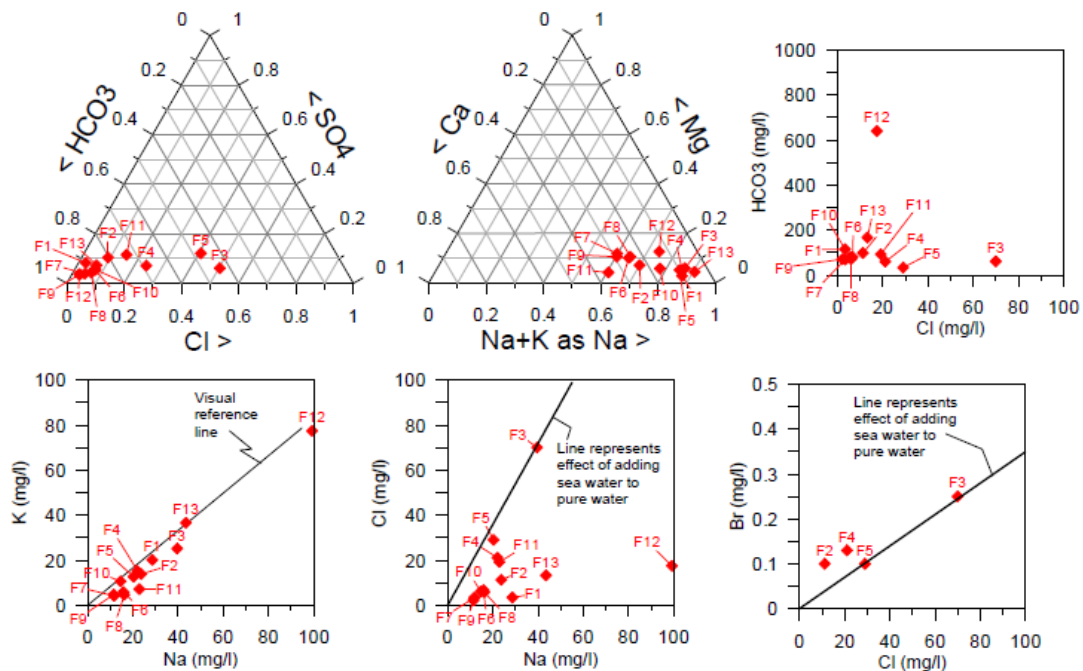 0 1
0.2 0.8
0.4 0.6
0.6 0.4
0.8 0.2
1 0
0 0.2 0.4 0.6 0.8 1
< HCO3
< SO4
Cl >
F1
F13
F2
F11
F4
F5
F3
F7
F9
F12
F8
F6
F10
0 1
0.2 0.8
0.4 0.6
0.6 0.4
0.8 0.2
1 0
0 0.2 0.4 0.6 0.8 1
< Ca
< Mg
Na+K as Na >
F7
F8
F9
F11
F6
F2
F12
F4
F3
F13
F10
F1
F5
1000
800
600
400
200
0
HCO3 (mg/l)
F12
F10
F6
F13
F2
F11
F4
F5
F3
F9
F7
F8
0 20 40 60 80 100
Cl (mg/l)
100
80
60
40
20
0
K (mg/l)
Visual
reference
line
F12
F13
F4
F1
F3
F5
F2
F10
F11
F7
F9
F8
F6
0 20 40 60 80 100
Na (mg/l)
100
80
60
40
20
0
Cl (mg/l)
Line represents
effect of adding
sea water to
pure water
F3
F5
F4
F11
F12
F13
F10
F2
F1
F7
F9
F6
F8
0 20 40 60 80 100
Na (mg/l)
0.5
0.4
0.3
0.2
0.1
0
Br (mg/l)
Line represents
effect of adding
sea water to
pure water
F3
F4
F2
F5
0 20 40 60 80 100
Cl (mg/l)